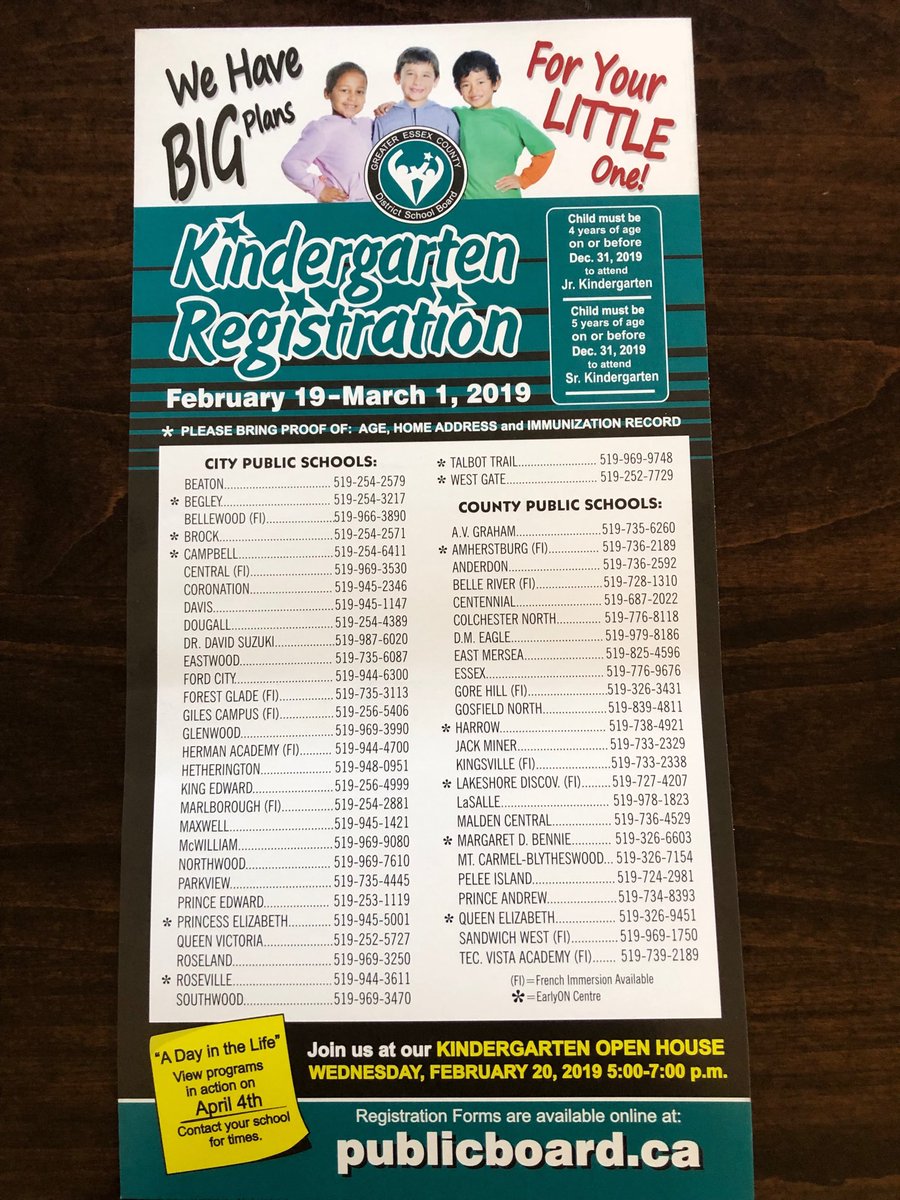 We Have
BIG Plans
For Your
LITTLE
One!
GREATER ESSEX COUNTY
District School Board
Kindergarten
Registration
February 19-March 1, 2019
Child must be
4 years of age
on or before
Dec. 31, 2019
to attend
Jr. Kindergarten
Child must be
5 years of age
on or before
Dec. 31, 2019
to attend
Sr. Kindergarten
* PLEASE BRING PROOF OF: AGE, HOME ADDRESS and IMMUNIZATION RECORD
CITY PUBLIC SCHOOLS:
BEATON 519-254-2579
* BEGLEY 519-254-3217
BELLEWOOD (FI) 519-966-3890
* BROCK 519-254-2571
* CAMPBELL 519-254-6411
CENTRAL (FI) 519-969-3530
CORONATION 519-945-2346
DAVIS 519-945-1147
DOUGALL 519-254-4389
DR. DAVID SUZUKI 519-987-6020
EASTWOOD 519-735-6087
FORD CITY 519-944-6300
FOREST GLADE (FI) 519-735-3113
GILES CAMPUS (FI) 519-256-5406
GLENWOOD 519-969-3990
HERMAN ACADEMY (FI) 519-944-4700
HETHERINGTON 519-948-0951
KING EDWARD 519-256-4999
MARLBOROUGH (FI) 519-254-2881
MAXWELL 519-945-1421
McWILLIAM 519-969-9080
NORTHWOOD 519-969-7610
PARKVIEW 519-735-4445
PRINCE EDWARD 519-253-1119
* PRINCESS ELIZABETH 519-945-5001
QUEEN VICTORIA 519-252-5727
ROSELAND 519-969-3250
* ROSEVILLE 519-944-3611
SOUTHWOOD 519-969-3470
* TALBOT TRAIL 519-969-9748
* WEST GATE 519-252-7729
COUNTY PUBLIC SCHOOLS:
A.V. GRAHAM 519-735-6260
* AMHERSTBURG (FI) 519-736-2189
ANDERDON 519-736-2592
BELLE RIVER (FI) 519-728-1310
CENTENNIAL 519-687-2022
COLCHESTER NORTH 519-776-8118
D.M. EAGLE 519-979-8186
EAST MERSEA 519-825-4596
ESSEX 519-776-9676
GORE HILL (FI) 519-326-3431
GOSFIELD NORTH 519-839-4811
* HARROW 519-738-4921
JACK MINER 519-733-2329
KINGSVILLE (FI) 519-733-2338
* LAKESHORE DISCOV. (FI) 519-727-4207
LaSALLE 519-978-1823
MALDEN CENTRAL 519-736-4529
* MARGARET D. BENNIE 519-326-6603
MT. CARMEL-BLYTHESWOOD 519-326-7154
PELEE ISLAND 519-724-2981
PRINCE ANDREW 519-734-8393
* QUEEN ELIZABETH 519-326-9451
SANDWICH WEST (FI) 519-969-1750
TEC. VISTA ACADEMY (FI) 519-739-2189
(FI)=French Immersion Available
*=EarlyON Centre
"A Day in the Life"
View programs
in action on
April 4th
Contact your school
for times.
Join us at our KINDERGARTEN OPEN HOUSE
WEDNESDAY, FEBRUARY 20, 2019 5:00-7:00 p.m.
Registration Forms are available online at:
publicboard.ca